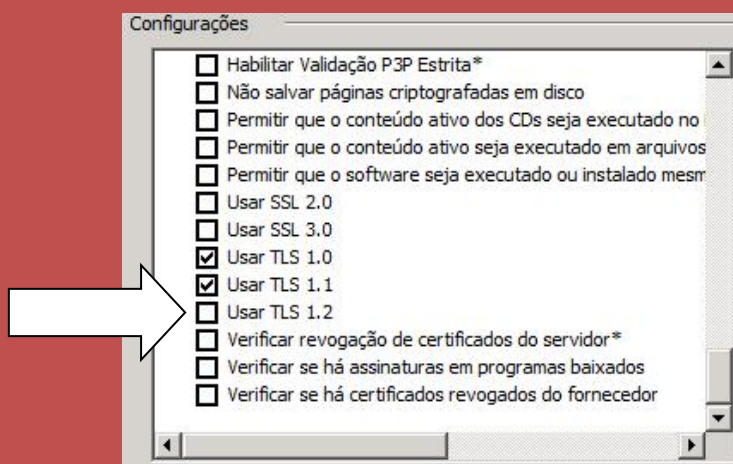 Configurações
Habilitar Validação P3P Estrita*
Não salvar páginas criptografadas em disco
Permitir que o conteúdo ativo dos CDs seja executado no
Permitir que o conteúdo ativo seja executado em arquivos
Permitir que o software seja executado ou instalado mesm
Usar SSL 2.0
Usar SSL 3.0
Usar TLS 1.0
Usar TLS 1.1
Usar TLS 1.2
Verificar revogação de certificados do servidor*
Verificar se há assinaturas em programas baixados
Verificar se há certificados revogados do fornecedor